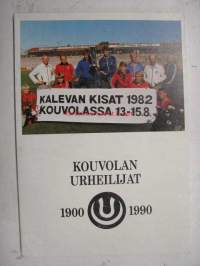 KALEVAN KISAT 1982
KOUVOLASSA 13.-15.8.
KOUVOLAN
URHEILIJAT
1900 1990